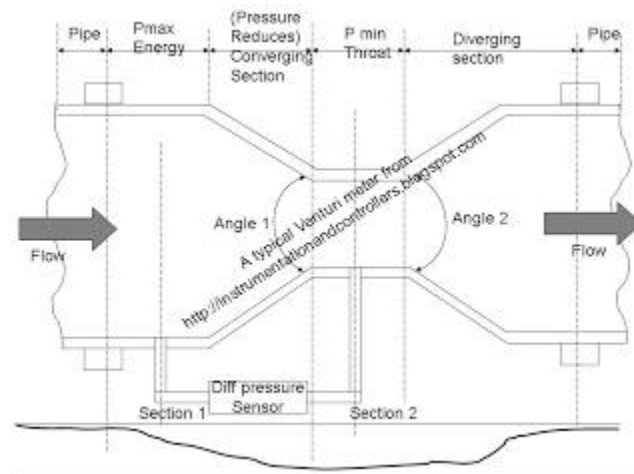 Pipe
Pmax
Energy
(Pressure
Reduces)
Converging
Section
P min
Throat
Diverging
section
Pipe
Flow
Angle 1
A typical Venturi meter from
http://instrumentationandcontrollers.blogspot.com
Angle 2
Flow
Diff pressure
Sensor
Section 1
Section 2